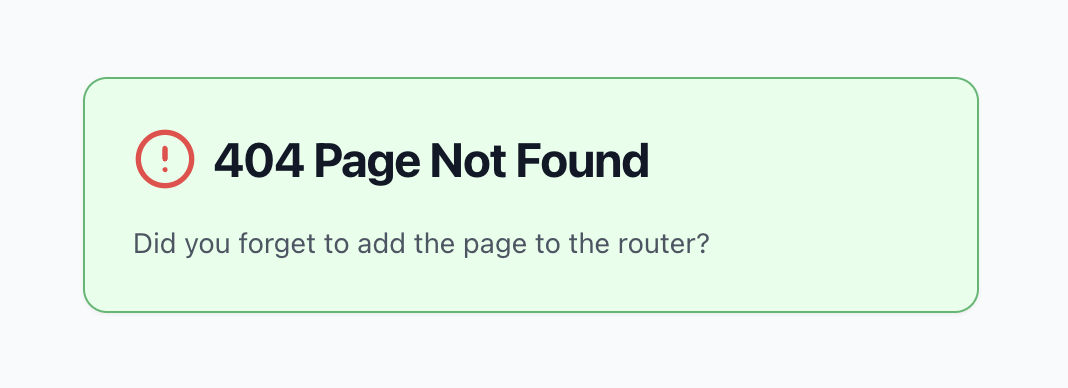 404 Page Not Found
Did you forget to add the page to the router?